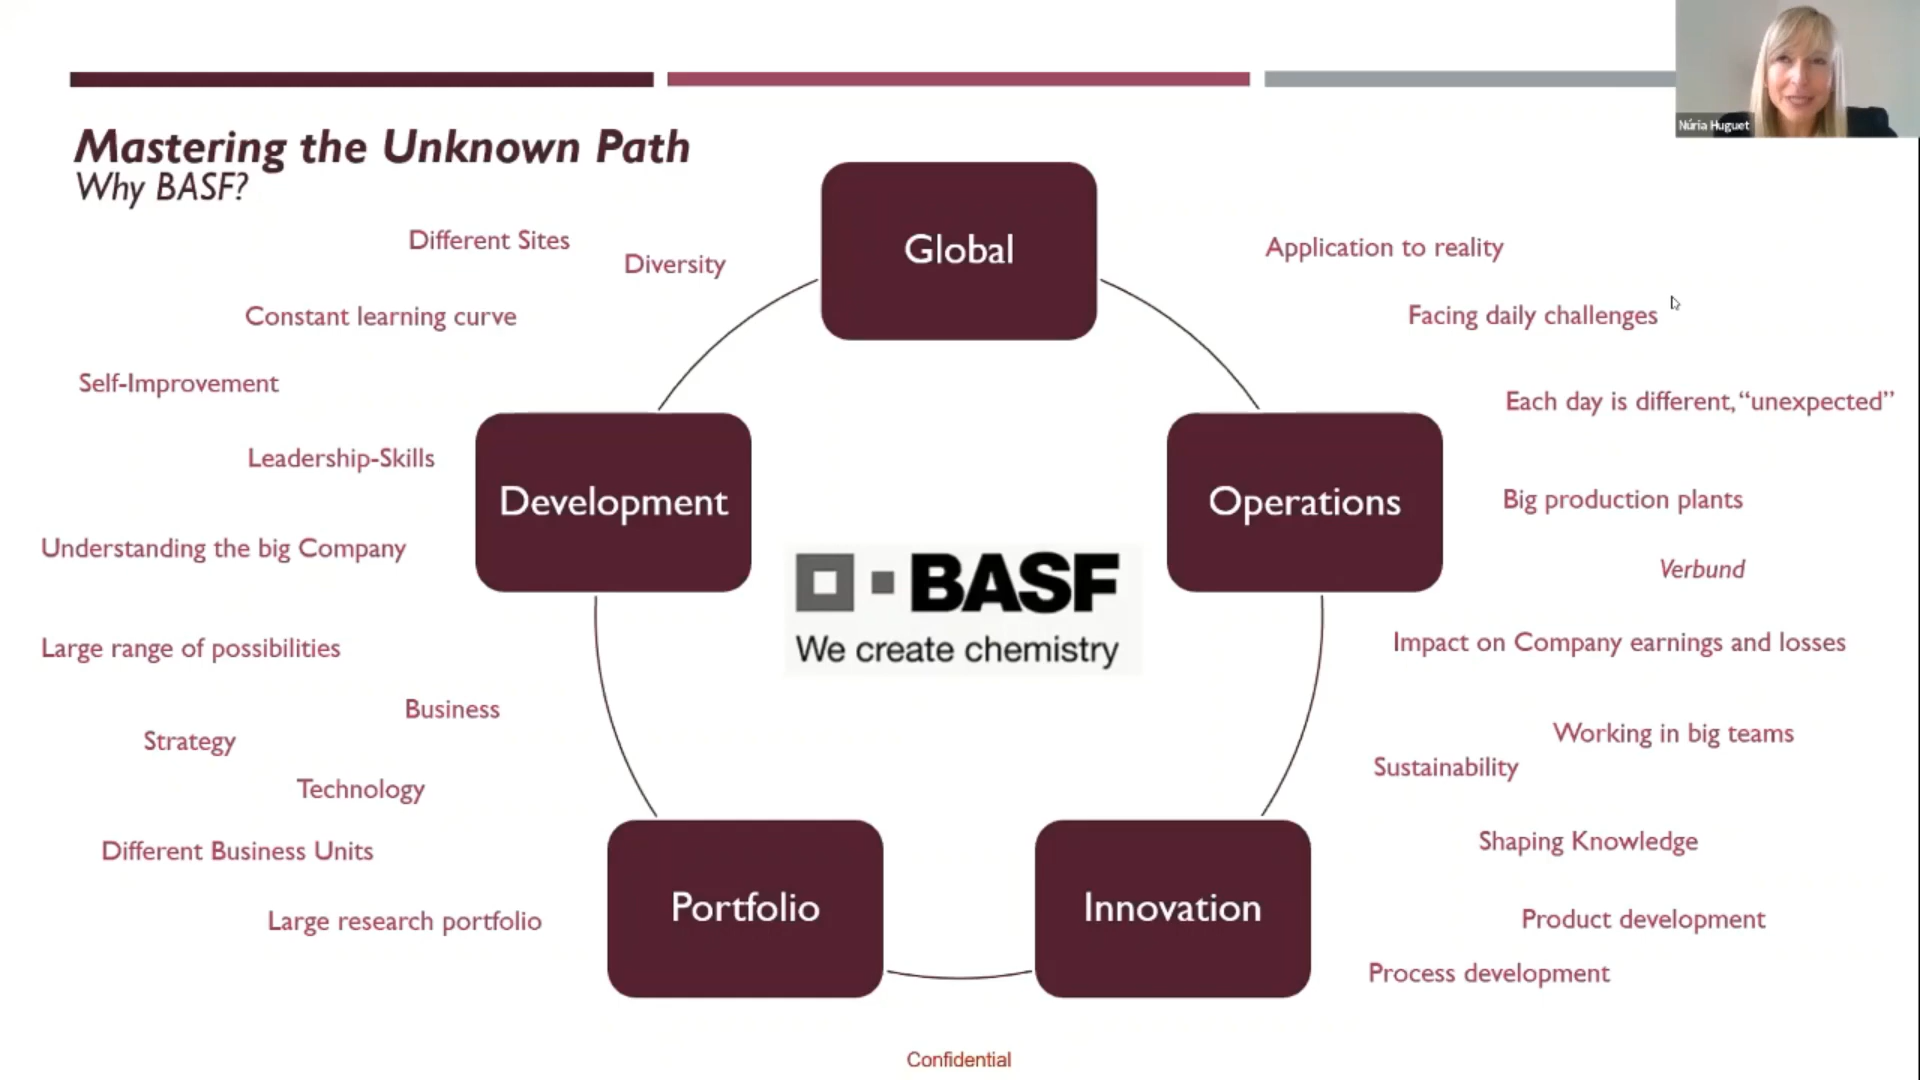 Núria Huguet
Mastering the Unknown Path
Why BASF?
Different Sites
Diversity
Constant learning curve
Self-Improvement
Leadership-Skills
Understanding the big Company
Large range of possibilities
Business
Strategy
Technology
Different Business Units
Large research portfolio
Global
Development
Operations
BASF
We create chemistry
Portfolio
Innovation
Application to reality
Facing daily challenges
Each day is different, “unexpected”
Big production plants
Verbund
Impact on Company earnings and losses
Working in big teams
Sustainability
Shaping Knowledge
Product development
Process development
Confidential